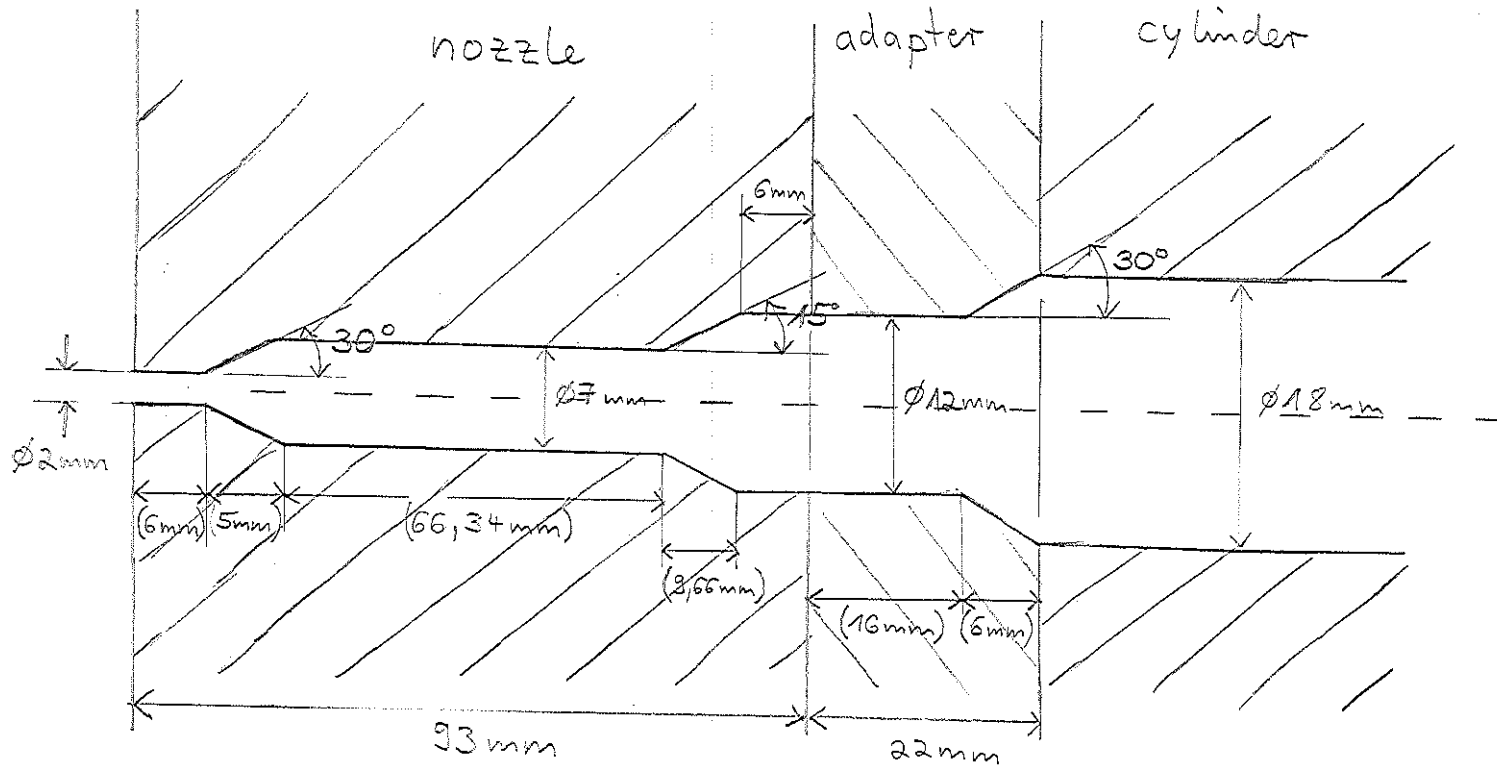 nozzle adapter cylinder
6mm
30°
15°
30°
Ø2mm
Ø7mm
Ø12mm
Ø18mm
(6mm) (5mm) (66,34mm)
(9,66mm)
(16mm) (6mm)
93mm
22mm